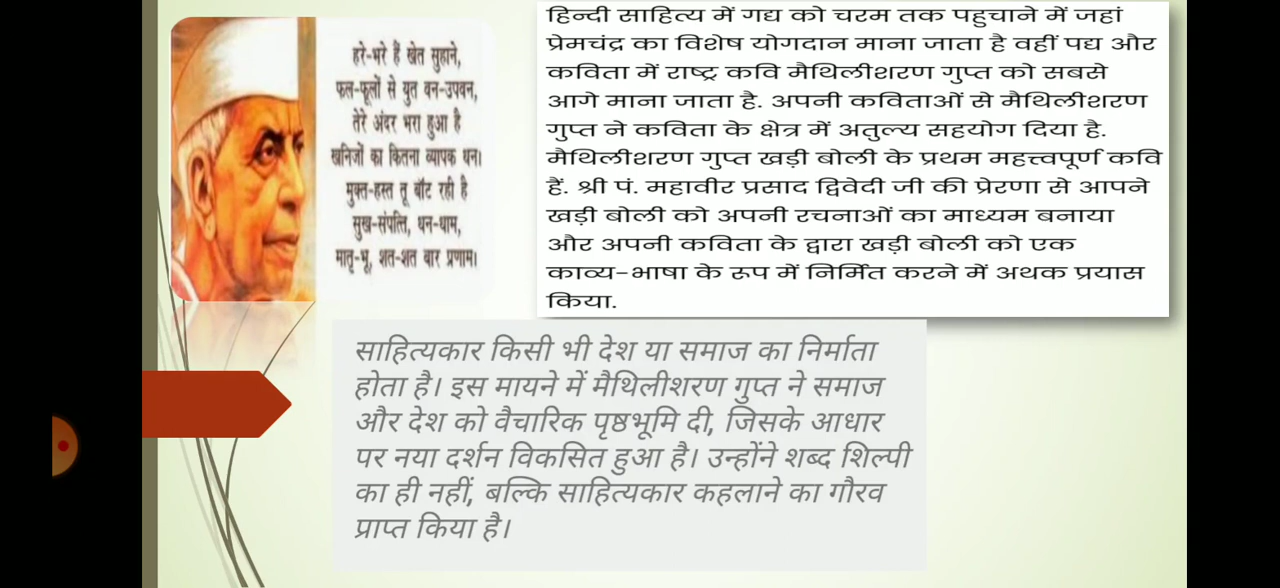 हरे-भरे हैं खेत सुहाने,
फल-फूलों से युत वन-उपवन,
तेरे अंदर भरा हुआ है
खनिजों का कितना व्यापक धन।
मुक्त-हस्त तू बाँट रही है
सुख-संपत्ति, धन-धाम,
मातृ-भू, शत-शत बार प्रणाम।
हिन्दी साहित्य में गद्य को चरम तक पहुचाने में जहां
प्रेमचंद्र का विशेष योगदान माना जाता है वहीं पद्य और
कविता में राष्ट्र कवि मैथिलीशरण गुप्त को सबसे
आगे माना जाता है. अपनी कविताओं से मैथिलीशरण
गुप्त ने कविता के क्षेत्र में अतुल्य सहयोग दिया है.
मैथिलीशरण गुप्त खड़ी बोली के प्रथम महत्त्वपूर्ण कवि
हैं. श्री पं. महावीर प्रसाद द्विवेदी जी की प्रेरणा से आपने
खड़ी बोली को अपनी रचनाओं का माध्यम बनाया
और अपनी कविता के द्वारा खड़ी बोली को एक
काव्य-भाषा के रूप में निर्मित करने में अथक प्रयास
किया.
साहित्यकार किसी भी देश या समाज का निर्माता
होता है। इस मायने में मैथिलीशरण गुप्त ने समाज
और देश को वैचारिक पृष्ठभूमि दी, जिसके आधार
पर नया दर्शन विकसित हुआ है। उन्होंने शब्द शिल्पी
का ही नहीं, बल्कि साहित्यकार कहलाने का गौरव
प्राप्त किया है।